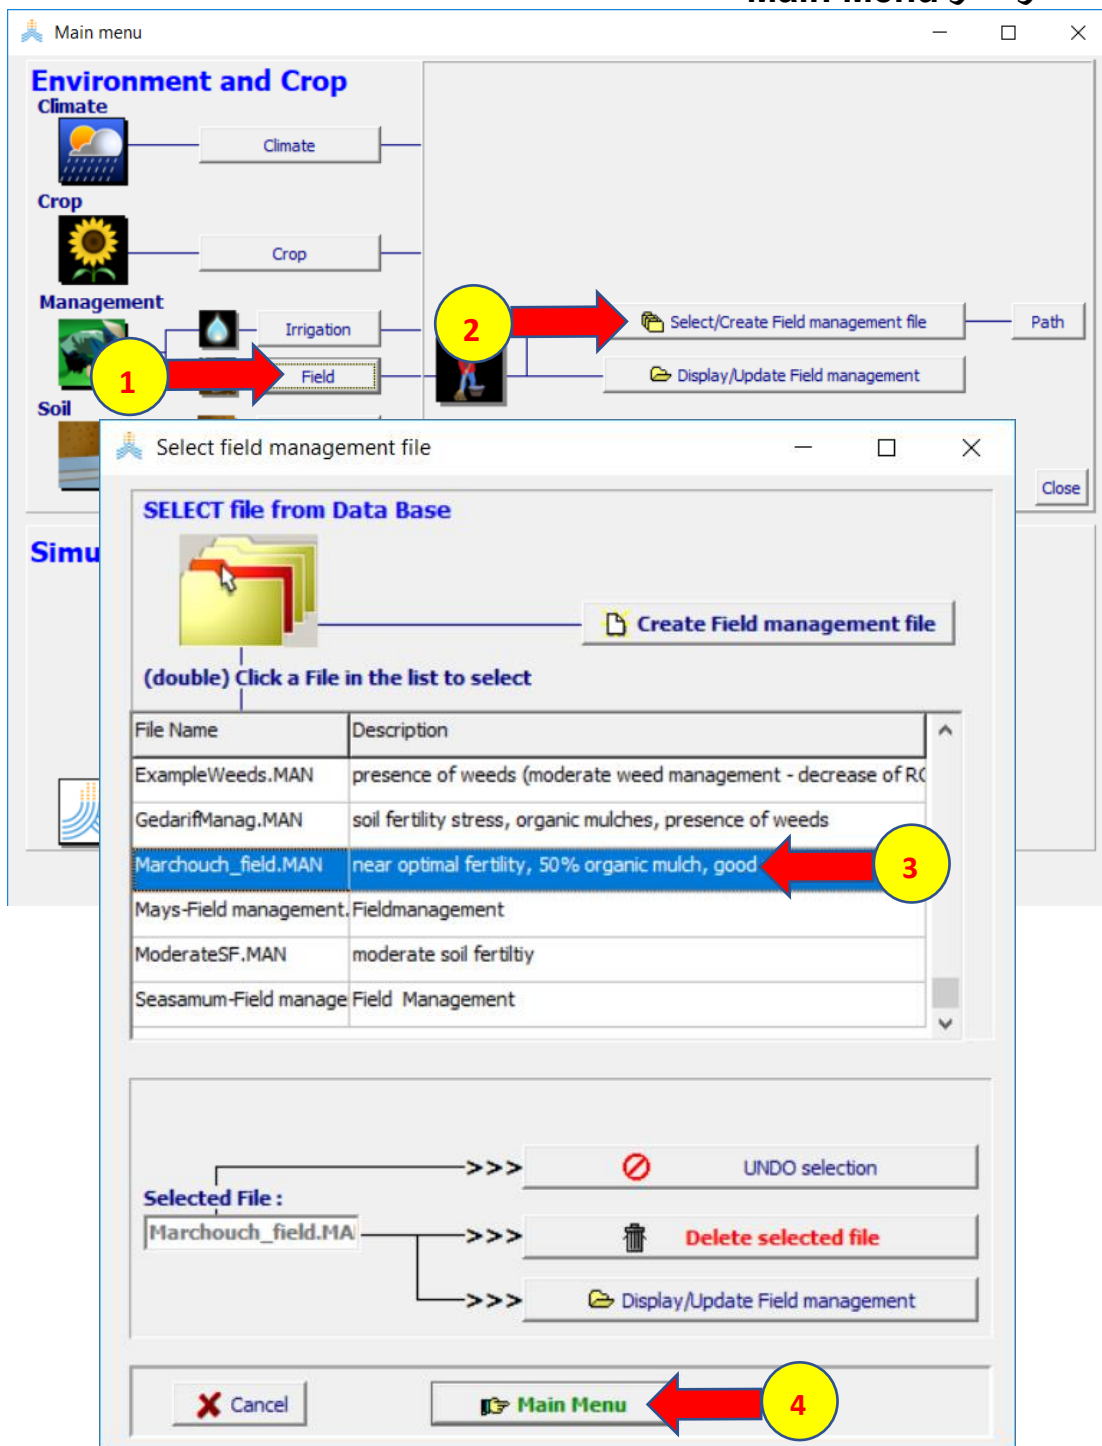 Main menu
Environment and Crop
Climate
Climate
Crop
Crop
Management
Irrigation
2
Select/Create Field management file
Path
1
Field
Display/Update Field management
Soil
Select field management file
Close
SELECT file from Data Base
Simu
Create Field management file
(double) Click a File in the list to select
File Name Description
ExampleWeeds.MAN presence of weeds (moderate weed management - decrease of RC
GedarifManag.MAN soil fertility stress, organic mulches, presence of weeds
Marchouch_field.MAN near optimal fertility, 50% organic mulch, good
3
Mays-Field management. Fieldmanagement
ModerateSF.MAN moderate soil fertiltiy
Seasamum-Field manage Field Management
>>> UNDO selection
Selected File :
Marchouch_field.MA
>>> Delete selected file
>>> Display/Update Field management
Cancel
Main Menu
4